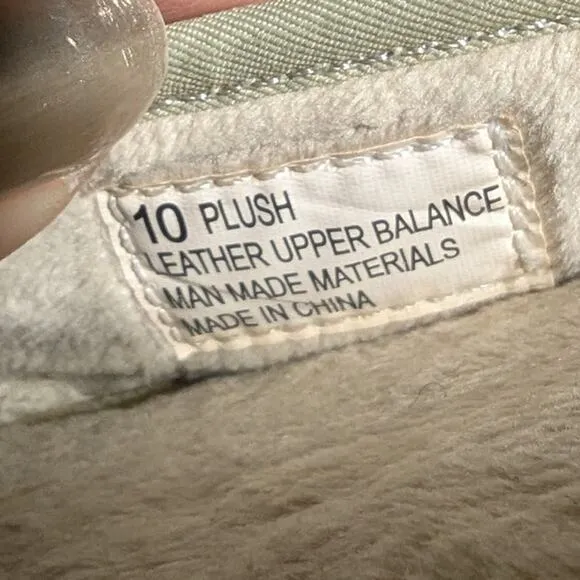 10 PLUSH
LEATHER UPPER BALANCE
MAN MADE MATERIALS
MADE IN CHINA